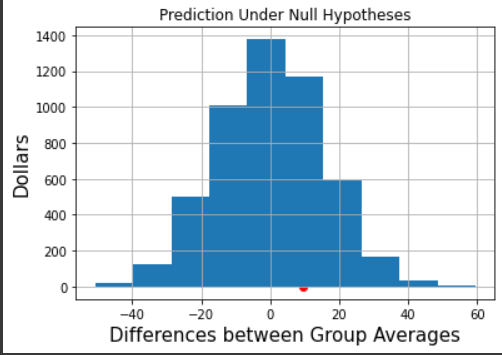 Prediction Under Null Hypotheses
1400
1200
1000
800
600
400
200
0
Dollars
−40 −20 0 20 40 60
Differences between Group Averages